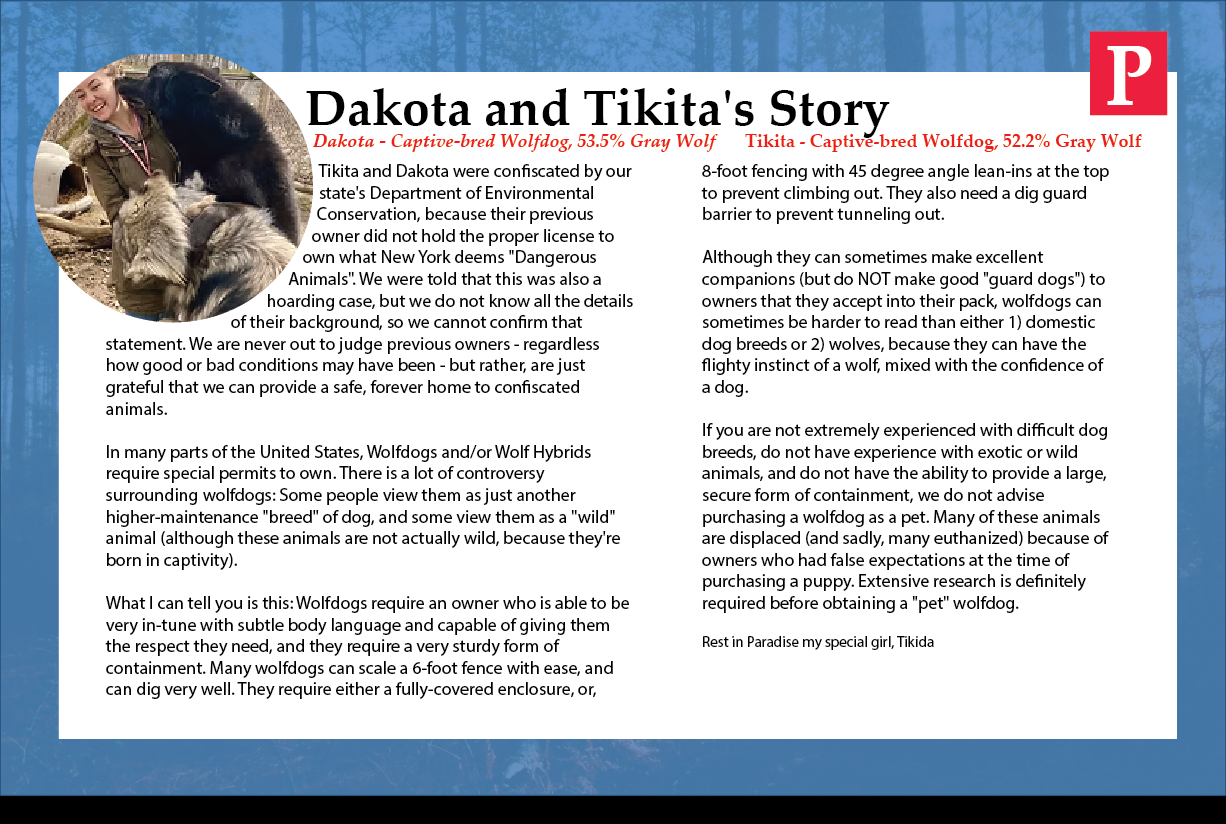 P
Dakota and Tikita's Story
Dakota - Captive-bred Wolfdog, 53.5% Gray Wolf
Tikita - Captive-bred Wolfdog, 52.2% Gray Wolf
Tikita and Dakota were confiscated by our
state's Department of Environmental
Conservation, because their previous
owner did not hold the proper license to
own what New York deems "Dangerous
Animals". We were told that this was also a
hoarding case, but we do not know all the details
of their background, so we cannot confirm that
statement. We are never out to judge previous owners - regardless
how good or bad conditions may have been - but rather, are just
grateful that we can provide a safe, forever home to confiscated
animals.
In many parts of the United States, Wolfdogs and/or Wolf Hybrids
require special permits to own. There is a lot of controversy
surrounding wolfdogs: Some people view them as just another
higher-maintenance "breed" of dog, and some view them as a "wild"
animal (although these animals are not actually wild, because they're
born in captivity).
What I can tell you is this: Wolfdogs require an owner who is able to be
very in-tune with subtle body language and capable of giving them
the respect they need, and they require a very sturdy form of
containment. Many wolfdogs can scale a 6-foot fence with ease, and
can dig very well. They require either a fully-covered enclosure, or,
8-foot fencing with 45 degree angle lean-ins at the top
to prevent climbing out. They also need a dig guard
barrier to prevent tunneling out.
Although they can sometimes make excellent
companions (but do NOT make good "guard dogs") to
owners that they accept into their pack, wolfdogs can
sometimes be harder to read than either 1) domestic
dog breeds or 2) wolves, because they can have the
flighty instinct of a wolf, mixed with the confidence of
a dog.
If you are not extremely experienced with difficult dog
breeds, do not have experience with exotic or wild
animals, and do not have the ability to provide a large,
secure form of containment, we do not advise
purchasing a wolfdog as a pet. Many of these animals
are displaced (and sadly, many euthanized) because of
owners who had false expectations at the time of
purchasing a puppy. Extensive research is definitely
required before obtaining a "pet" wolfdog.
Rest in Paradise my special girl, Tikida